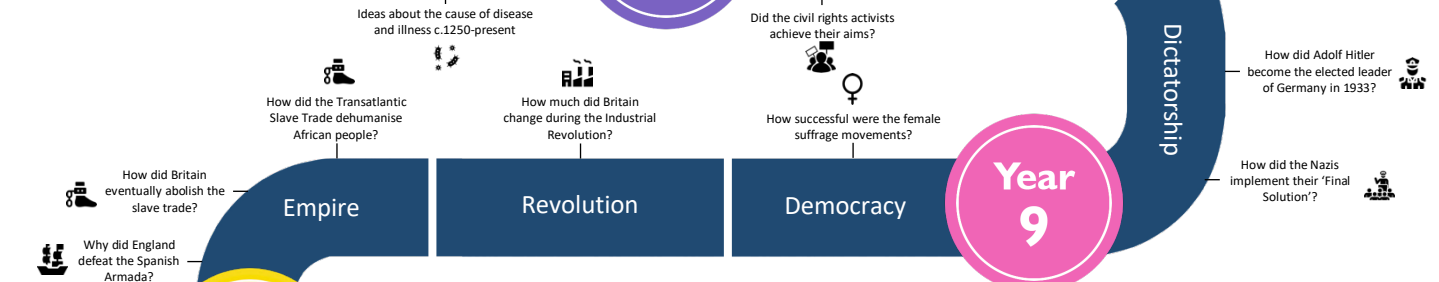 Ideas about the cause of disease
and illness c.1250-present
Did the civil rights activists
achieve their aims?
How did the Transatlantic
Slave Trade dehumanise
African people?
How much did Britain
change during the Industrial
Revolution?
How successful were the female
suffrage movements?
Dictatorship
How did Adolf Hitler
become the elected leader
of Germany in 1933?
How did Britain
eventually abolish the
slave trade?
Empire
Revolution
Democracy
Year
9
How did the Nazis
implement their ‘Final
Solution’?
Why did England
defeat the Spanish
Armada?